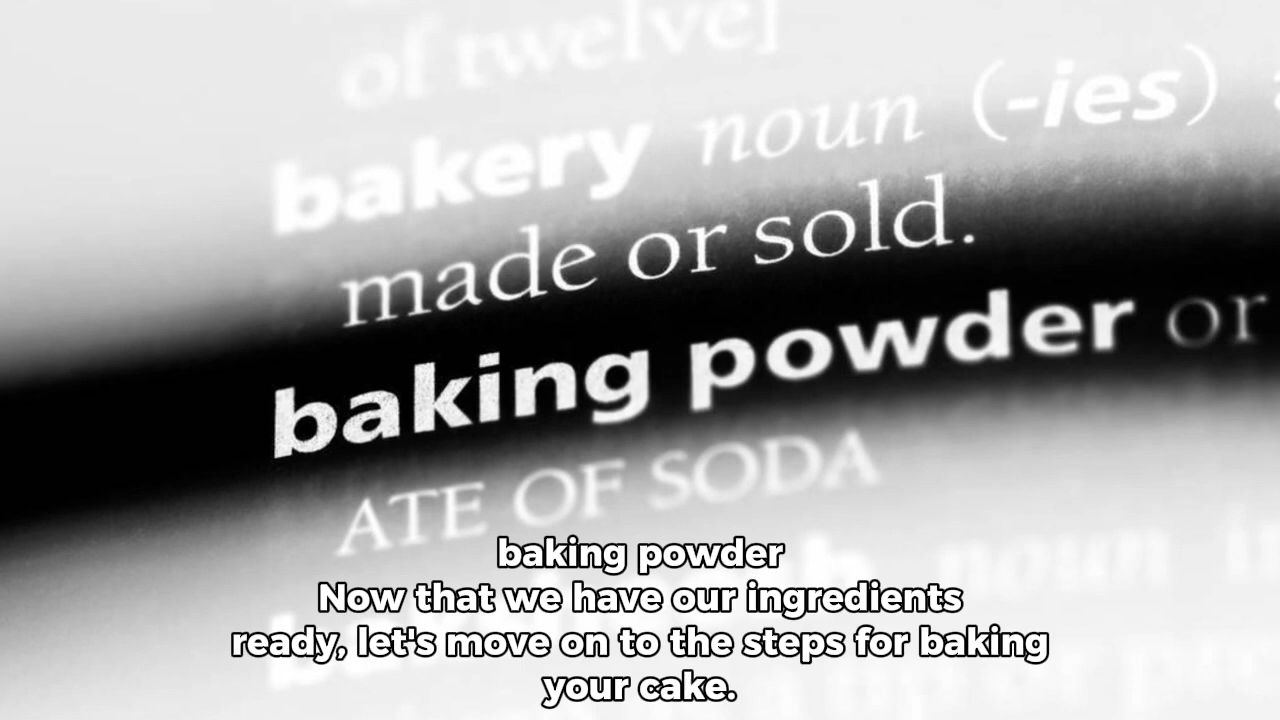 of twelve]
bakery noun (-ies)
made or sold.
baking powder or
ATE OF SODA
noun
baking powder
Now that we have our ingredients
ready, let's move on to the steps for baking
your cake.